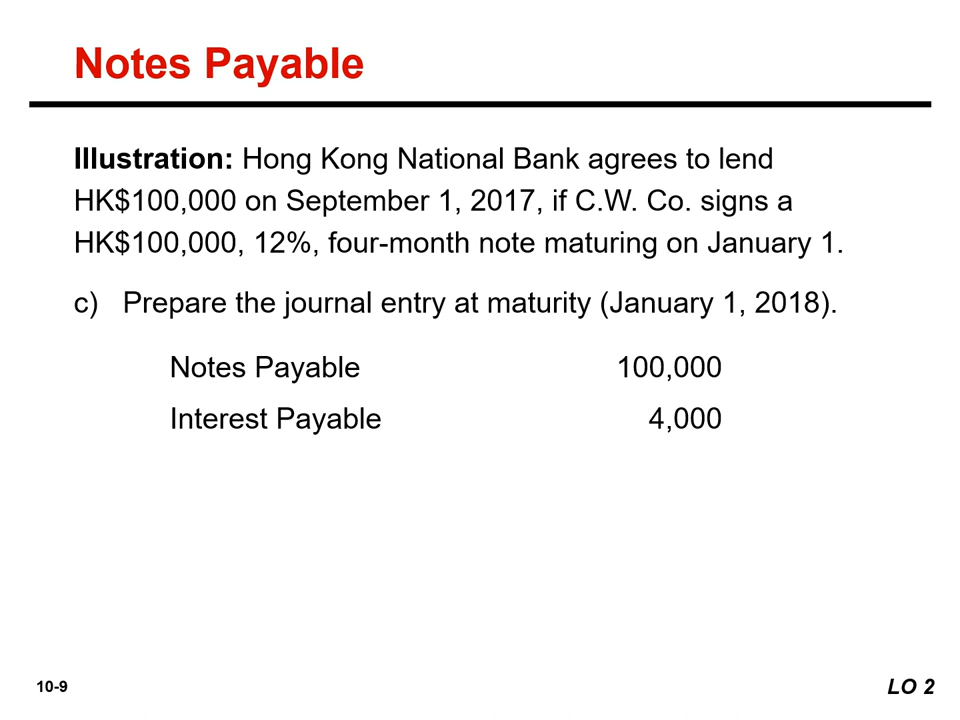 Notes Payable
Illustration: Hong Kong National Bank agrees to lend
HK$100,000 on September 1, 2017, if C.W. Co. signs a
HK$100,000, 12%, four-month note maturing on January 1.
c) Prepare the journal entry at maturity (January 1, 2018).
Notes Payable 100,000
Interest Payable 4,000
10-9 LO 2